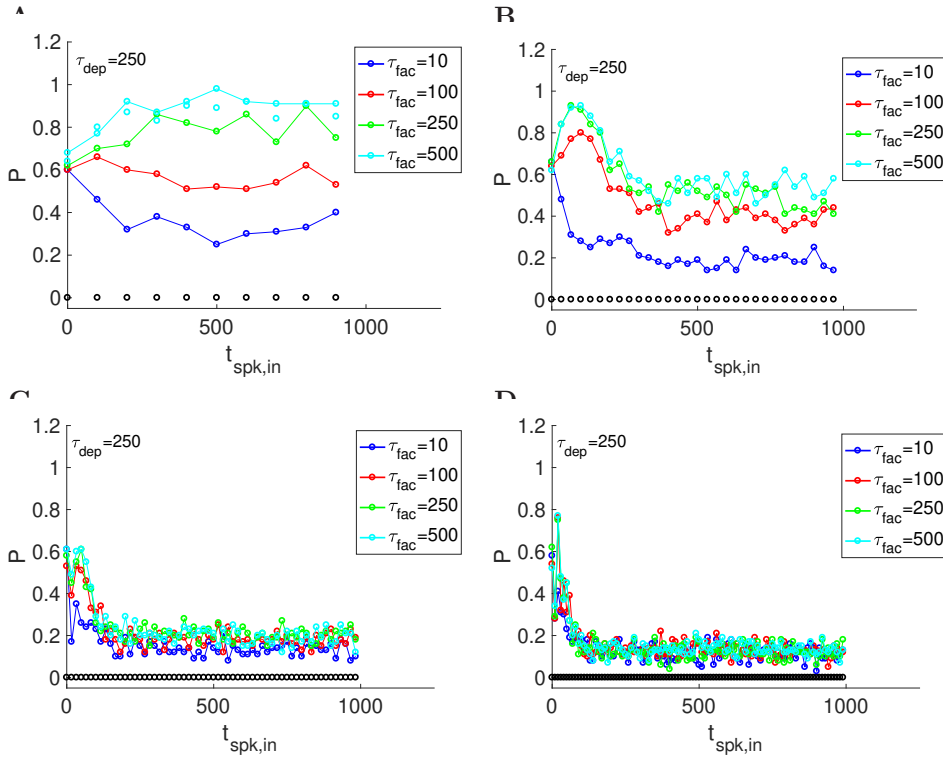 A
B
1.2
1
0.8
0.6
0.4
0.2
0
P
τdep=250
τfac=10
τfac=100
τfac=250
τfac=500
0
500
1000
tspk,in
1.2
1
0.8
0.6
0.4
0.2
0
P
τdep=250
τfac=10
τfac=100
τfac=250
τfac=500
0
500
1000
tspk,in
C
D
1.2
1
0.8
0.6
0.4
0.2
0
P
τdep=250
τfac=10
τfac=100
τfac=250
τfac=500
0
500
1000
tspk,in
1.2
1
0.8
0.6
0.4
0.2
0
P
τdep=250
τfac=10
τfac=100
τfac=250
τfac=500
0
500
1000
tspk,in